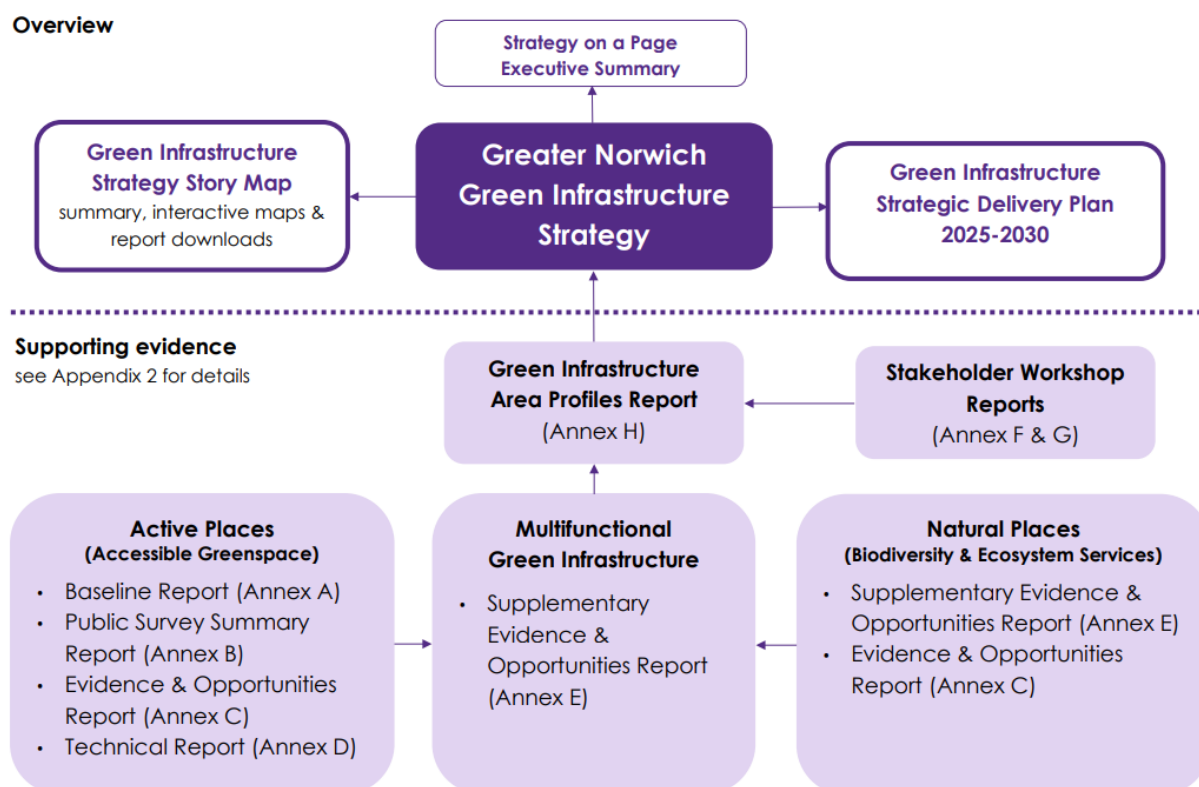 Overview
Strategy on a Page
Executive Summary
Green Infrastructure
Strategy Story Map
summary, interactive maps &
report downloads
Greater Norwich
Green Infrastructure
Strategy
Green Infrastructure
Strategic Delivery Plan
2025-2030
Supporting evidence
see Appendix 2 for details
Green Infrastructure
Area Profiles Report
(Annex H)
Stakeholder Workshop
Reports
(Annex F & G)
Active Places
(Accessible Greenspace)
• Baseline Report (Annex A)
• Public Survey Summary
Report (Annex B)
• Evidence & Opportunities
Report (Annex C)
• Technical Report (Annex D)
Multifunctional
Green Infrastructure
• Supplementary
Evidence &
Opportunities Report
(Annex E)
Natural Places
(Biodiversity & Ecosystem Services)
• Supplementary Evidence &
Opportunities Report (Annex E)
• Evidence & Opportunities
Report (Annex C)